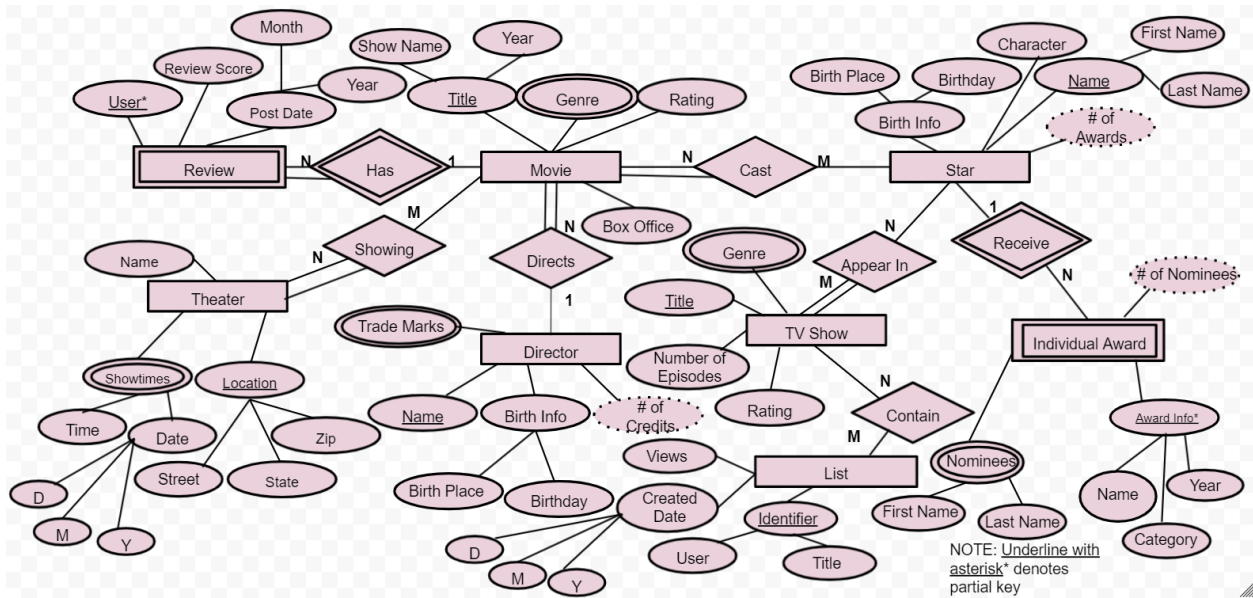 Month
Show Name
Year
Character
First Name
Review Score
Year
Birth Place
Birthday
Name
Last Name
User*
Post Date
Title
Genre
Rating
Birth Info
# of
Awards
Review
N
Has
1
Movie
N
Cast
M
Star
M
N
Box Office
N
1
Name
N
Showing
Directs
Genre
Appear In
Receive
M
N
# of Nominees
Theater
1
Title
Trade Marks
Director
TV Show
Individual Award
Showtimes
Location
Number of
Episodes
N
Time
Date
Zip
Name
Birth Info
# of
Credits
Rating
Contain
Award Info*
M
Street
State
Views
List
Nominees
D
Birth Place
Birthday
Created
Date
Identifier
First Name
Last Name
Name
Year
M
Y
D
M
Y
User
Title
Category
NOTE: Underline with
asterisk* denotes
partial key